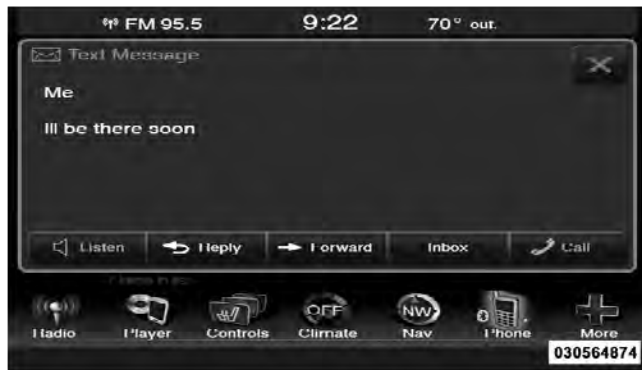 FM 95.5 9:22 70° out.
Text Message
Me
Ill be there soon
Listen Reply Forward Inbox Call
OFF NW
Radio Player Controls Climate Nav Phone More
030564874